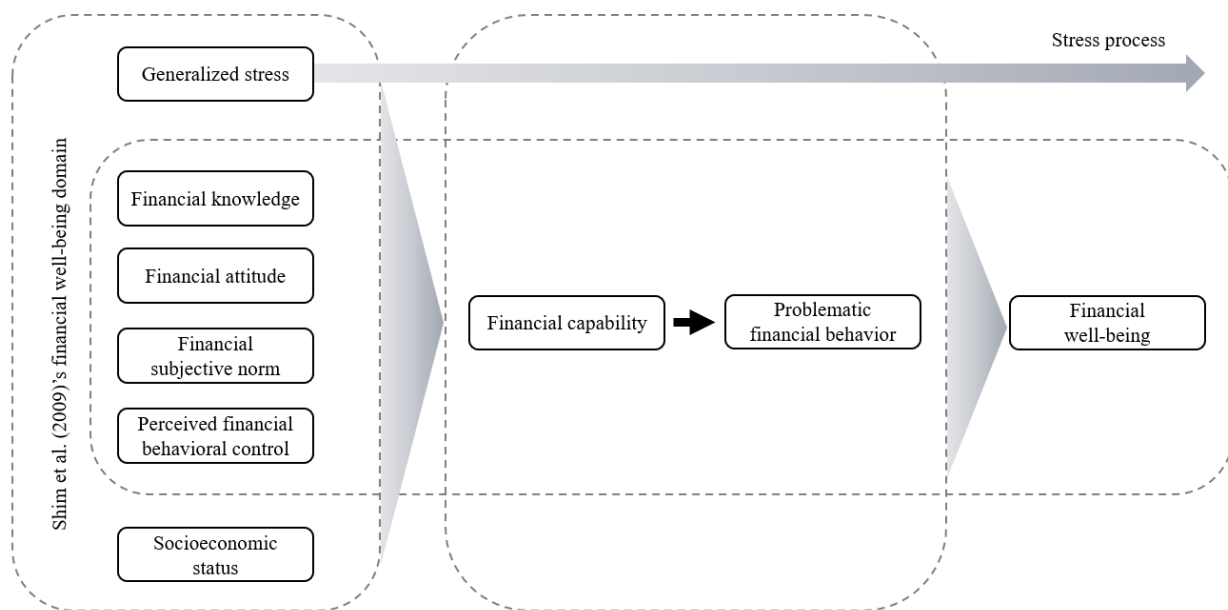 Stress process
Generalized stress
Shim et al. (2009)'s financial well-being domain
Financial knowledge
Financial attitude
Financial
subjective norm
Perceived financial
behavioral control
Socioeconomic
status
Financial capability
Problematic
financial behavior
Financial
well-being